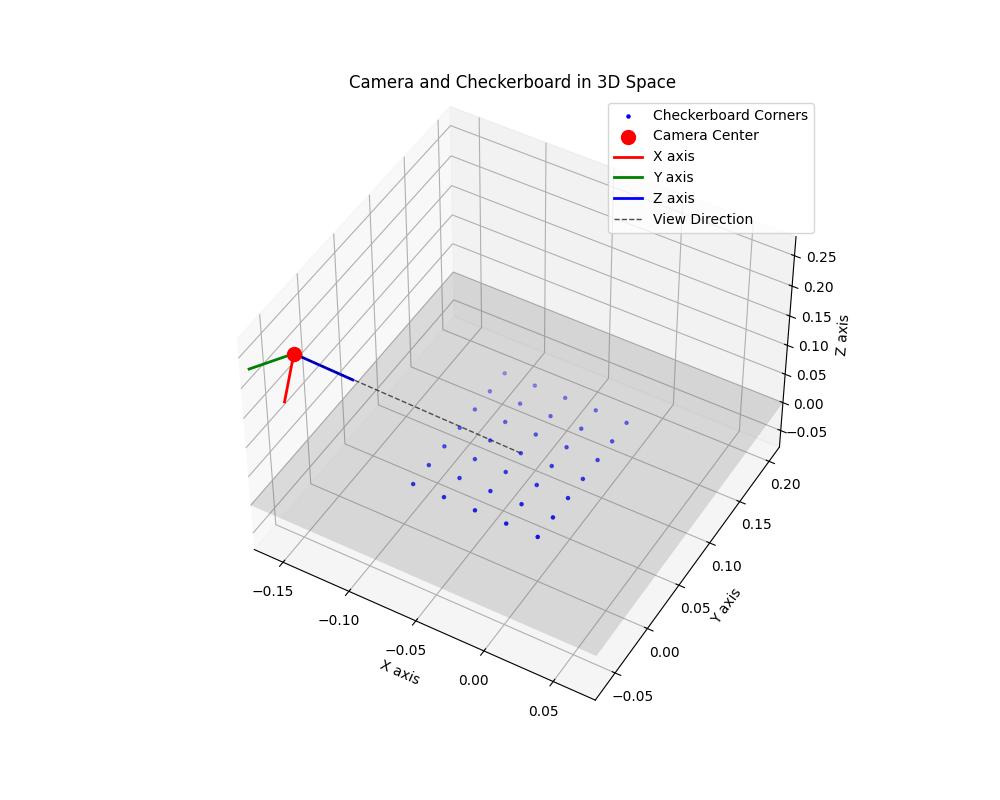 Camera and Checkerboard in 3D Space
Checkerboard Corners
Camera Center
X axis
Y axis
Z axis
View Direction
0.25
0.20
0.15
0.10
0.05
0.00
−0.05
Z axis
0.20
0.15
0.10
0.05
0.00
−0.05
Y axis
−0.15
−0.10
−0.05
0.00
0.05
X axis